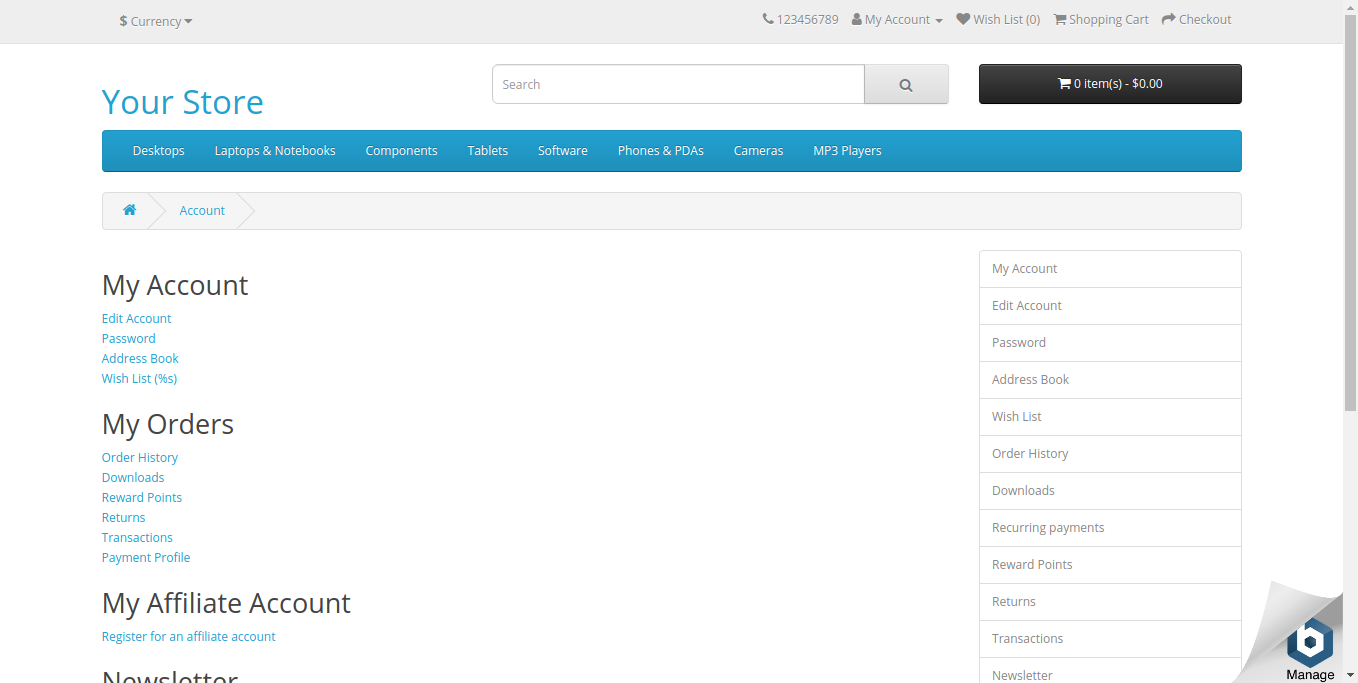 $ Currency
123456789 My Account Wish List (0) Shopping Cart Checkout
Your Store
Search
0 item(s) - $0.00
Desktops Laptops & Notebooks Components Tablets Software Phones & PDAs Cameras MP3 Players
Account
My Account
Edit Account
Password
Address Book
Wish List (%s)
My Orders
Order History
Downloads
Reward Points
Returns
Transactions
Payment Profile
My Affiliate Account
Register for an affiliate account
Newsletter
My Account
Edit Account
Password
Address Book
Wish List
Order History
Downloads
Recurring payments
Reward Points
Returns
Transactions
Newsletter
Manage